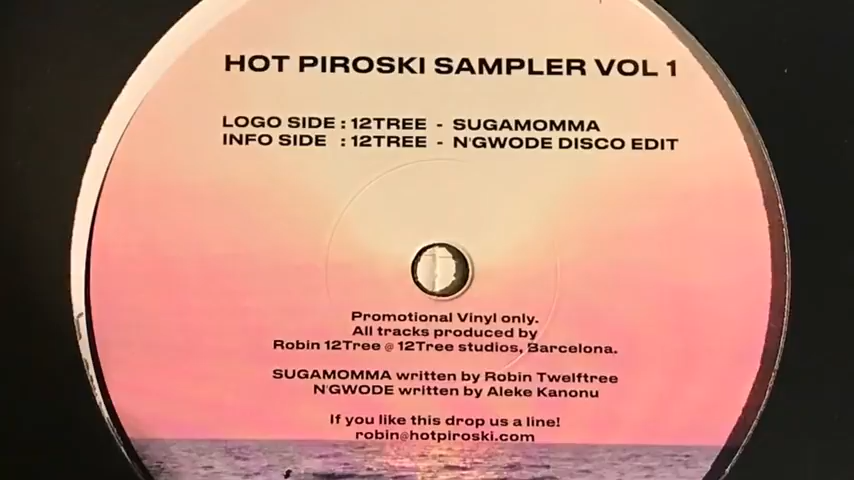 HOT PIROSKI SAMPLER VOL 1
LOGO SIDE : 12TREE - SUGAMOMMA
INFO SIDE : 12TREE - N'GWODE DISCO EDIT
Promotional Vinyl only.
All tracks produced by
Robin 12Tree @ 12Tree studios, Barcelona.
SUGAMOMMA written by Robin Twelftree
N'GWODE written by Aleke Kanonu
If you like this drop us a line!
robin@hotpiroski.com